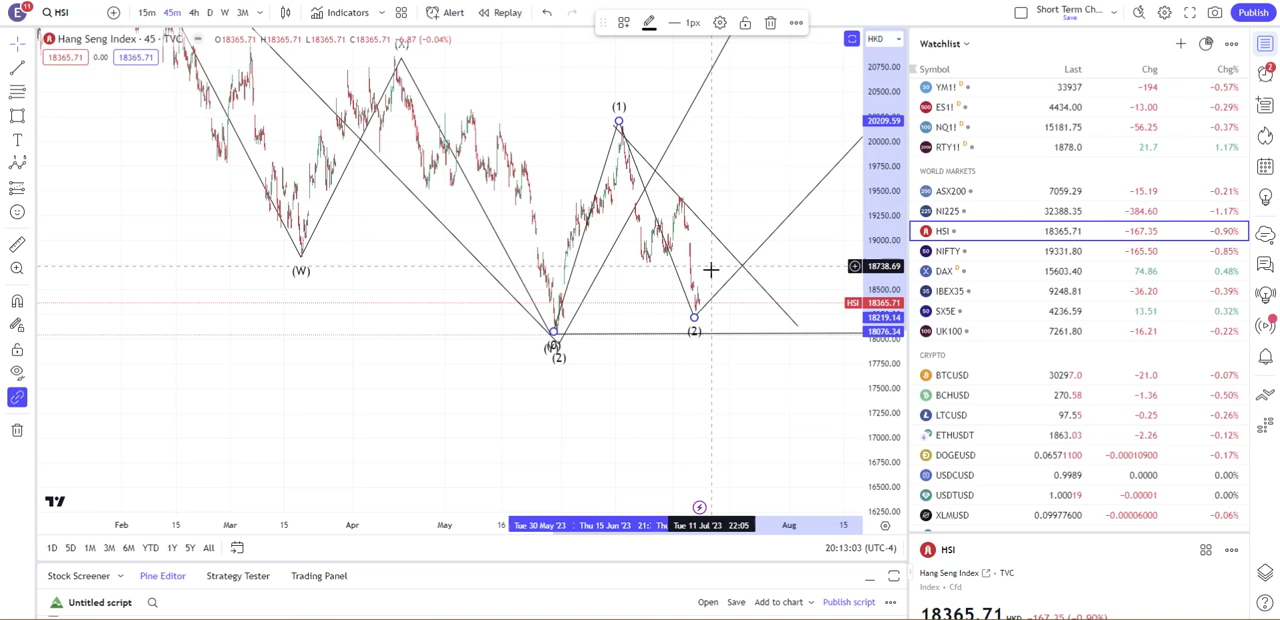 E 11 HSI 15m 45m 4h D W 3M Indicators Alert Replay 1px Short Term Ch... Save Publish
Hang Seng Index · 45 · TVC O18365.71 H18365.71 L18365.71 C18365.71 -6.87 (-0.04%) HKD
18365.71 0.00 18365.71
(X)
(1)
(W)
(2)
(2)
20750.00
20500.00
20209.59
20000.00
19750.00
19500.00
19250.00
19000.00
18738.69
18500.00
HSI 18365.71
18219.14
18076.34
18000.00
17750.00
17500.00
17250.00
17000.00
16750.00
16500.00
Feb 15 Mar 15 Apr May 16 Tue 30 May '23 Thu 15 Jun '23 21: Tue 11 Jul '23 22:05 Aug 15
1D 5D 1M 3M 6M YTD 1Y 5Y All 20:13:03 (UTC-4)
Stock Screener Pine Editor Strategy Tester Trading Panel
Untitled script Open Save Add to chart Publish script
Watchlist
Symbol Last Chg Chg%
YM1! D 33937 -194 -0.57%
ES1! D 4434.00 -13.00 -0.29%
NQ1! D 15181.75 -56.25 -0.37%
RTY1! D 1878.0 21.7 1.17%
WORLD MARKETS
ASX200 7059.29 -15.19 -0.21%
NI225 32388.35 -384.60 -1.17%
HSI 18365.71 -167.35 -0.90%
NIFTY 19331.80 -165.50 -0.85%
DAX D 15603.40 74.86 0.48%
IBEX35 9248.81 -36.20 -0.39%
SX5E 4236.59 13.51 0.32%
UK100 7261.80 -16.21 -0.22%
CRYPTO
BTCUSD 30297.0 -21.0 -0.07%
BCHUSD 270.58 -1.36 -0.50%
LTCUSD 97.55 -0.25 -0.26%
ETHUSDT 1863.03 -2.26 -0.12%
DOGEUSD 0.06571100 -0.00010900 -0.17%
USDCUSD 0.9989 0.0000 0.00%
USDTUSD 1.00019 -0.00001 0.00%
XLMUSD 0.09977600 -0.00006000 -0.06%
HSI
Hang Seng Index · TVC
Index · Cfd
18365.71 HKD -167.35 (-0.90%)
2